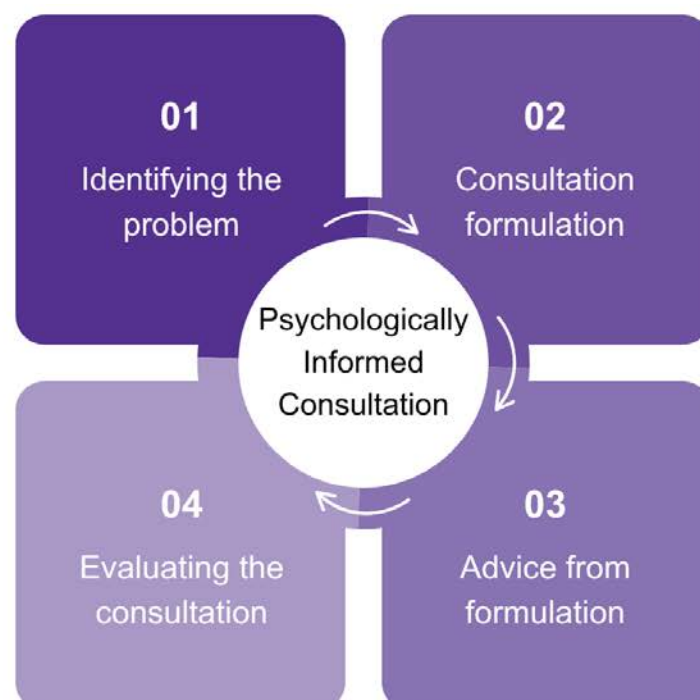 01
Identifying the
problem
02
Consultation
formulation
Psychologically
Informed
Consultation
04
Evaluating the
consultation
03
Advice from
formulation